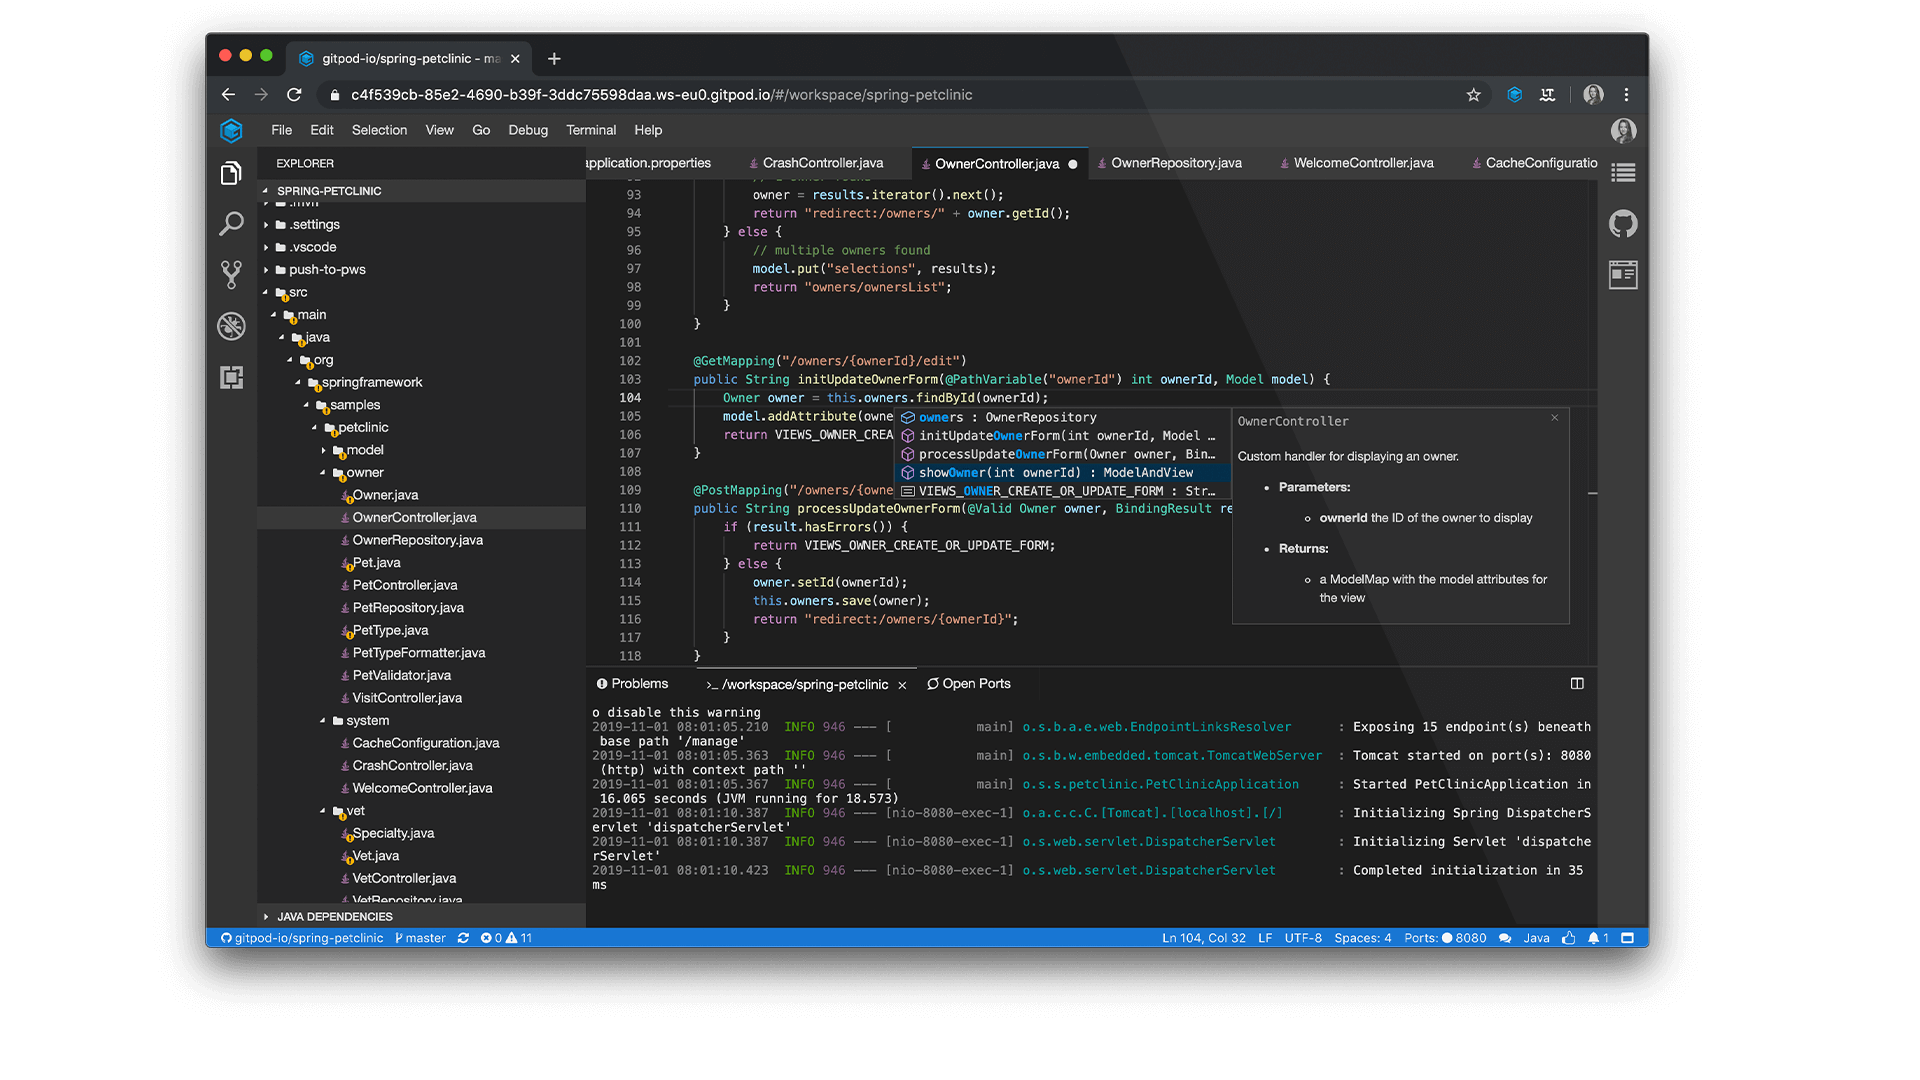 gitpod-io/spring-petclinic - ma
c4f539cb-85e2-4690-b39f-3ddc75598daa.ws-eu0.gitpod.io/#/workspace/spring-petclinic
File Edit Selection View Go Debug Terminal Help
EXPLORER
SPRING-PETCLINIC
.mvn
.settings
.vscode
push-to-pws
src
main
java
org
springframework
samples
petclinic
model
owner
Owner.java
OwnerController.java
OwnerRepository.java
Pet.java
PetController.java
PetRepository.java
PetType.java
PetTypeFormatter.java
PetValidator.java
VisitController.java
system
CacheConfiguration.java
CrashController.java
WelcomeController.java
vet
Specialty.java
Vet.java
VetController.java
VetRepository.java
JAVA DEPENDENCIES
application.properties CrashController.java OwnerController.java OwnerRepository.java WelcomeController.java CacheConfiguratio
93 owner = results.iterator().next();
94 return "redirect:/owners/" + owner.getId();
95 } else {
96 // multiple owners found
97 model.put("selections", results);
98 return "owners/ownersList";
99 }
100 }
101
102 @GetMapping("/owners/{ownerId}/edit")
103 public String initUpdateOwnerForm(@PathVariable("ownerId") int ownerId, Model model) {
104 Owner owner = this.owners.findById(ownerId);
105 model.addAttribute(owne
106 return VIEWS_OWNER_CREA
107 }
108
109 @PostMapping("/owners/{owne
110 public String processUpdateOwnerForm(@Valid Owner owner, BindingResult re
111 if (result.hasErrors()) {
112 return VIEWS_OWNER_CREATE_OR_UPDATE_FORM;
113 } else {
114 owner.setId(ownerId);
115 this.owners.save(owner);
116 return "redirect:/owners/{ownerId}";
117 }
118 }
owners : OwnerRepository
initUpdateOwnerForm(int ownerId, Model …
processUpdateOwnerForm(Owner owner, Bin…
showOwner(int ownerId) : ModelAndView
VIEWS_OWNER_CREATE_OR_UPDATE_FORM : Str…
OwnerController
Custom handler for displaying an owner.
• Parameters:
ownerId the ID of the owner to display
• Returns:
a ModelMap with the model attributes for
the view
Problems >_ /workspace/spring-petclinic Open Ports
o disable this warning
2019-11-01 08:01:05.210 INFO 946 --- [ main] o.s.b.a.e.web.EndpointLinksResolver : Exposing 15 endpoint(s) beneath
base path '/manage'
2019-11-01 08:01:05.363 INFO 946 --- [ main] o.s.b.w.embedded.tomcat.TomcatWebServer : Tomcat started on port(s): 8080
(http) with context path ''
2019-11-01 08:01:05.367 INFO 946 --- [ main] o.s.s.petclinic.PetClinicApplication : Started PetClinicApplication in
16.065 seconds (JVM running for 18.573)
2019-11-01 08:01:10.387 INFO 946 --- [nio-8080-exec-1] o.a.c.c.C.[Tomcat].[localhost].[/] : Initializing Spring DispatcherS
ervlet 'dispatcherServlet'
2019-11-01 08:01:10.387 INFO 946 --- [nio-8080-exec-1] o.s.web.servlet.DispatcherServlet : Initializing Servlet 'dispatche
rServlet'
2019-11-01 08:01:10.423 INFO 946 --- [nio-8080-exec-1] o.s.web.servlet.DispatcherServlet : Completed initialization in 35
ms
gitpod-io/spring-petclinic master 0 11 Ln 104, Col 32 LF UTF-8 Spaces: 4 Ports: 8080 Java 1